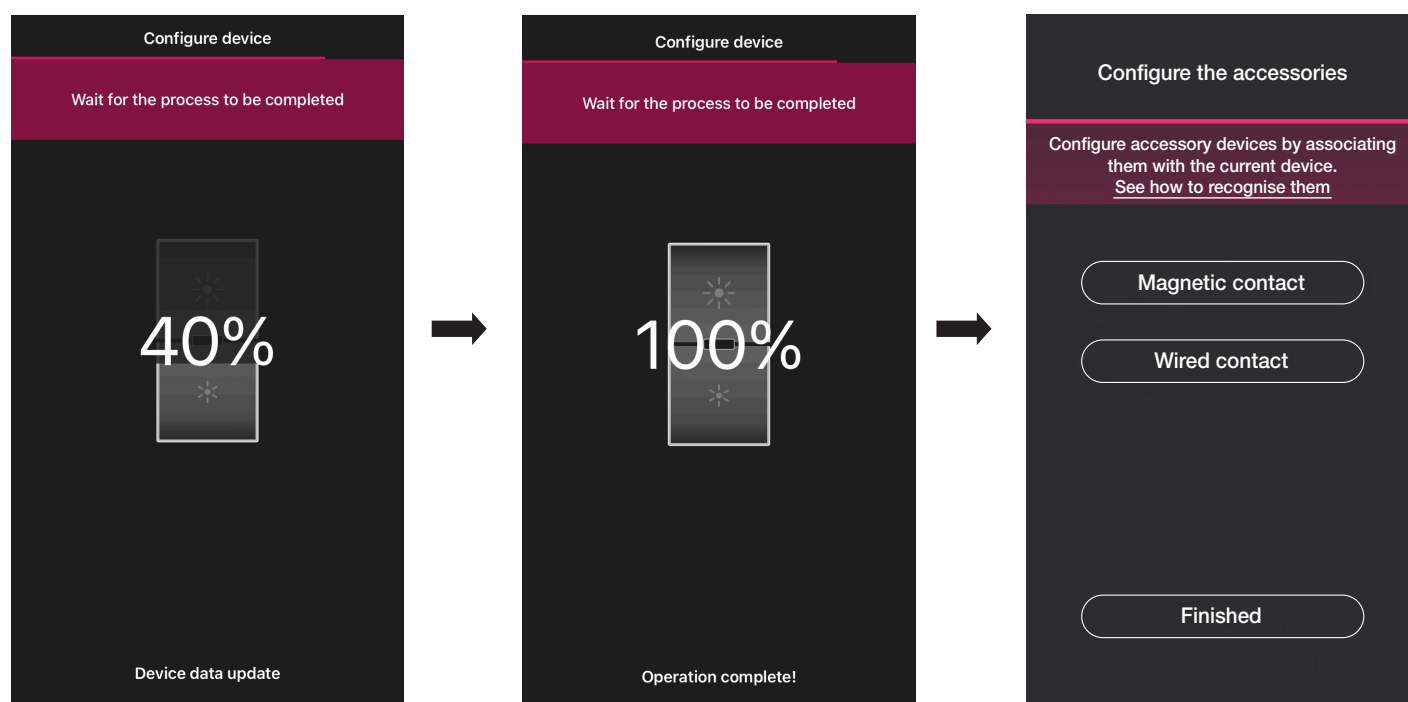 Configure device
Wait for the process to be completed
40%
Device data update
Configure device
Wait for the process to be completed
100%
Operation complete!
Configure the accessories
Configure accessory devices by associating
them with the current device.
See how to recognise them
Magnetic contact
Wired contact
Finished